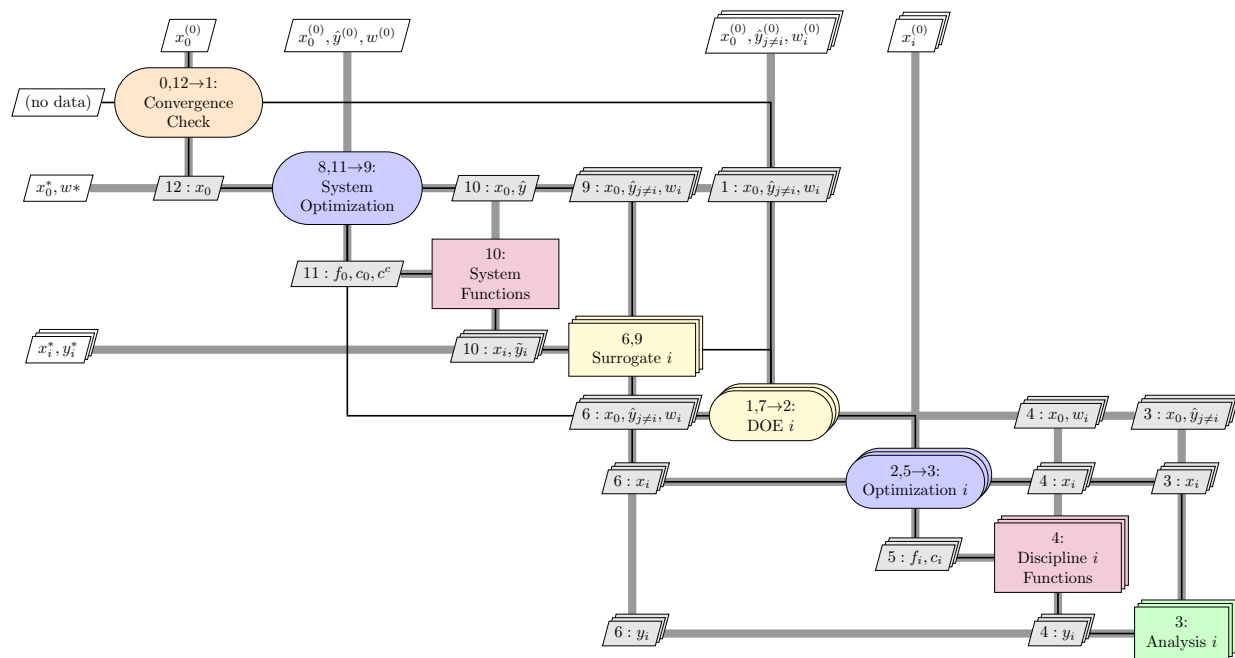 x_0^{(0)}
x_0^{(0)}, ŷ^{(0)}, w^{(0)}
x_0^{(0)}, ŷ_{j≠i}^{(0)}, w_i^{(0)}
x_i^{(0)}
(no data)
0,12→1:
Convergence
Check
x_0^*, w*
12 : x_0
8,11→9:
System
Optimization
10 : x_0, ŷ
9 : x_0, ŷ_{j≠i}, w_i
1 : x_0, ŷ_{j≠i}, w_i
11 : f_0, c_0, c^c
10:
System
Functions
x_i^*, y_i^*
10 : x_i, ỹ_i
6,9
Surrogate i
6 : x_0, ŷ_{j≠i}, w_i
1,7→2:
DOE i
4 : x_0, w_i
3 : x_0, ŷ_{j≠i}
6 : x_i
2,5→3:
Optimization i
4 : x_i
3 : x_i
5 : f_i, c_i
4:
Discipline i
Functions
6 : y_i
4 : y_i
3:
Analysis i